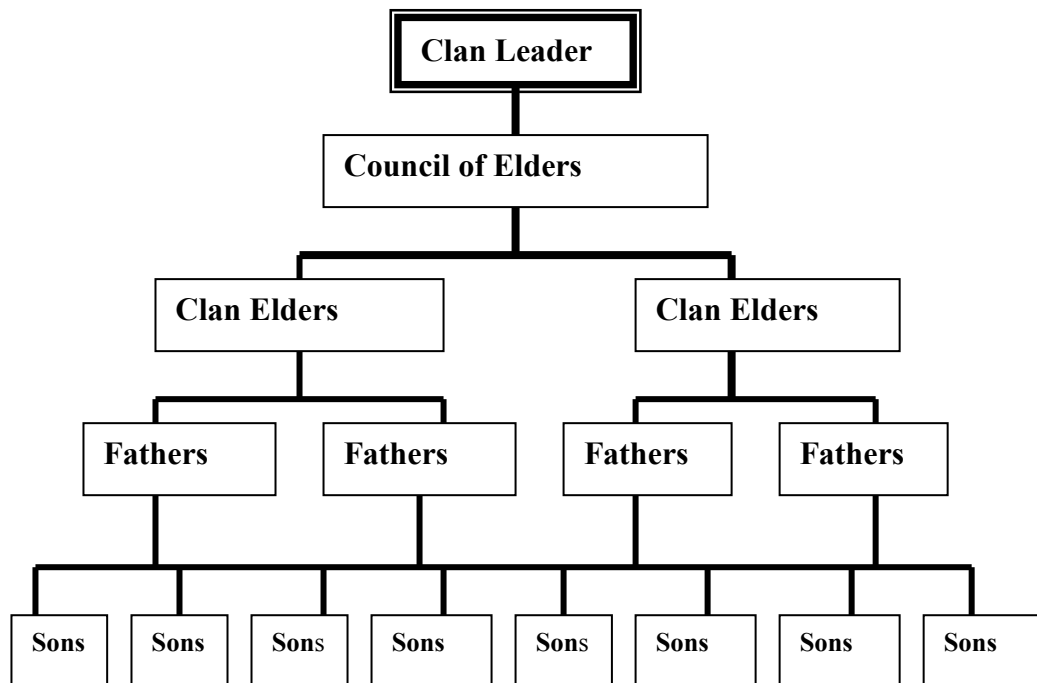 Clan Leader
Council of Elders
Clan Elders
Clan Elders
Fathers
Fathers
Fathers
Fathers
Sons
Sons
Sons
Sons
Sons
Sons
Sons
Sons